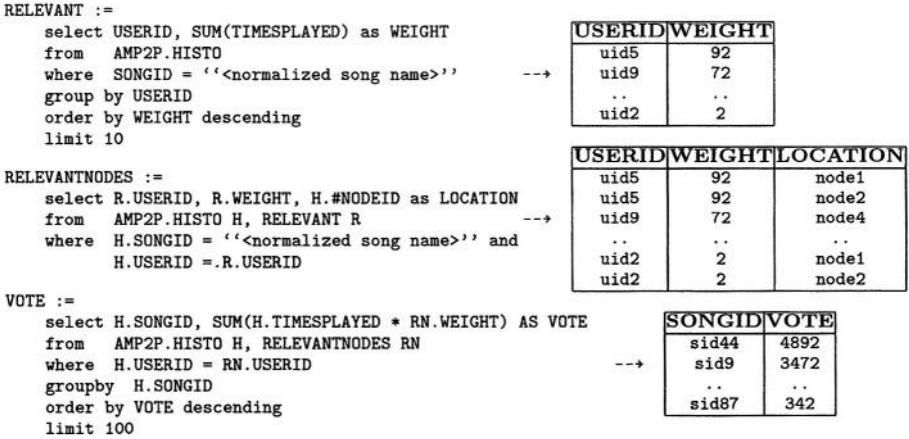 RELEVANT :=
select USERID, SUM(TIMESPLAYED) as WEIGHT
from AMP2P.HISTO
where SONGID = ‘‘<normalized song name>’’ -->
group by USERID
order by WEIGHT descending
limit 10
USERID WEIGHT
uid5 92
uid9 72
.. ..
uid2 2
RELEVANTNODES :=
select R.USERID, R.WEIGHT, H.#NODEID as LOCATION
from AMP2P.HISTO H, RELEVANT R -->
where H.SONGID = ‘‘<normalized song name>’’ and
H.USERID =.R.USERID
USERID WEIGHT LOCATION
uid5 92 node1
uid5 92 node2
uid9 72 node4
.. .. ..
uid2 2 node1
uid2 2 node2
VOTE :=
select H.SONGID, SUM(H.TIMESPLAYED * RN.WEIGHT) AS VOTE
from AMP2P.HISTO H, RELEVANTNODES RN
where H.USERID = RN.USERID -->
groupby H.SONGID
order by VOTE descending
limit 100
SONGID VOTE
sid44 4892
sid9 3472
.. ..
sid87 342